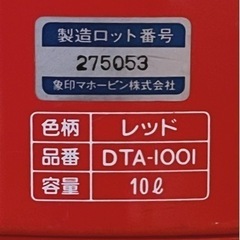 製造ロット番号
275053
象印マホービン株式会社
色柄 レッド
品番 DTA-1001
容量 10ℓ